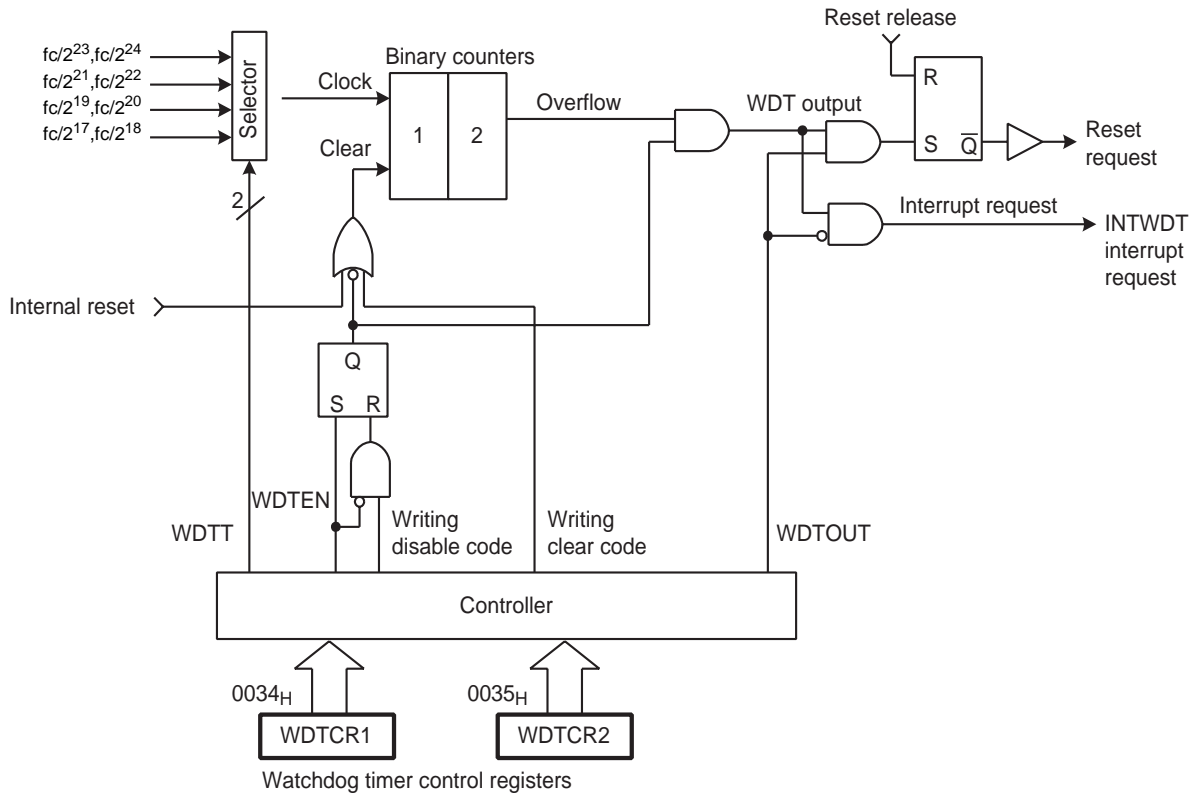 Reset release
fc/2^23,fc/2^24
fc/2^21,fc/2^22
fc/2^19,fc/2^20
fc/2^17,fc/2^18
Selector
Binary counters
Clock
Clear
1
2
Overflow
WDT output
R
S
Q̅
Reset
request
2
Interrupt request
INTWDT
interrupt
request
Internal reset
Q
S
R
WDTT
WDTEN
Writing
disable code
Writing
clear code
WDTOUT
Controller
0034H
0035H
WDTCR1
WDTCR2
Watchdog timer control registers